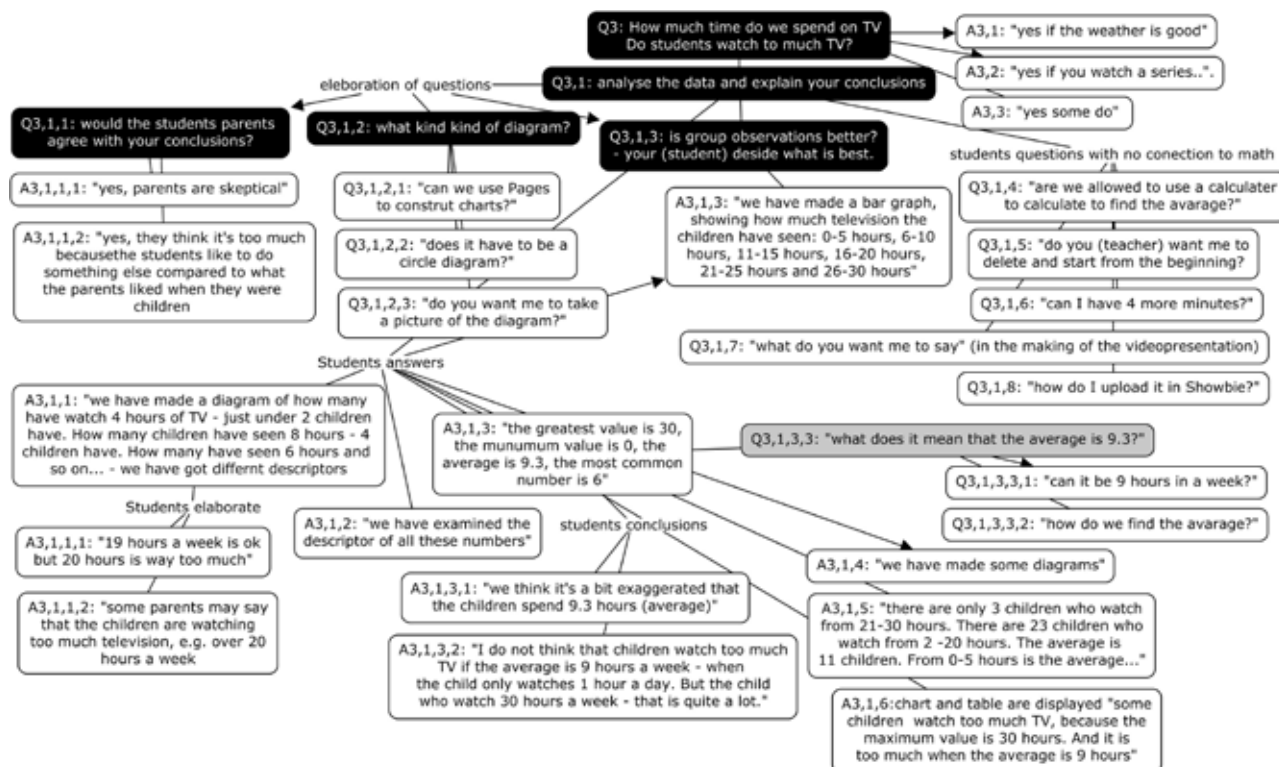 Q3: How much time do we spend on TV
Do students watch to much TV?
A3,1: "yes if the weather is good"
A3,2: "yes if you watch a series..".
A3,3: "yes some do"
Q3,1: analyse the data and explain your conclusions
eleboration of questions
Q3,1,1: would the students parents
agree with your conclusions?
Q3,1,2: what kind kind of diagram?
Q3,1,3: is group observations better?
- your (student) deside what is best.
students questions with no conection to math
A3,1,1,1: "yes, parents are skeptical"
A3,1,1,2: "yes, they think it's too much
becausethe students like to do
something else compared to what
the parents liked when they were
children
Q3,1,2,1: "can we use Pages
to construt charts?"
Q3,1,2,2: "does it have to be a
circle diagram?"
Q3,1,2,3: "do you want me to take
a picture of the diagram?"
A3,1,3: "we have made a bar graph,
showing how much television the
children have seen: 0-5 hours, 6-10
hours, 11-15 hours, 16-20 hours,
21-25 hours and 26-30 hours"
Q3,1,4: "are we allowed to use a calculater
to calculate to find the avarage?"
Q3,1,5: "do you (teacher) want me to
delete and start from the beginning?
Q3,1,6: "can I have 4 more minutes?"
Q3,1,7: "what do you want me to say" (in the making of the videopresentation)
Q3,1,8: "how do I upload it in Showbie?"
Students answers
A3,1,1: "we have made a diagram of how many
have watch 4 hours of TV - just under 2 children
have. How many children have seen 8 hours - 4
children have. How many have seen 6 hours and
so on... - we have got differnt descriptors
Students elaborate
A3,1,1,1: "19 hours a week is ok
but 20 hours is way too much"
A3,1,1,2: "some parents may say
that the children are watching
too much television, e.g. over 20
hours a week
A3,1,2: "we have examined the
descriptor of all these numbers"
A3,1,3: "the greatest value is 30,
the munumum value is 0, the
average is 9.3, the most common
number is 6"
students conclusions
A3,1,3,1: "we think it's a bit exaggerated that
the children spend 9.3 hours (average)"
A3,1,3,2: "I do not think that children watch too much
TV if the average is 9 hours a week - when
the child only watches 1 hour a day. But the child
who watch 30 hours a week - that is quite a lot."
Q3,1,3,3: "what does it mean that the average is 9.3?"
Q3,1,3,3,1: "can it be 9 hours in a week?"
Q3,1,3,3,2: "how do we find the avarage?"
A3,1,4: "we have made some diagrams"
A3,1,5: "there are only 3 children who watch
from 21-30 hours. There are 23 children who
watch from 2 -20 hours. The average is
11 children. From 0-5 hours is the average..."
A3,1,6:chart and table are displayed "some
children watch too much TV, because the
maximum value is 30 hours. And it is
too much when the average is 9 hours"